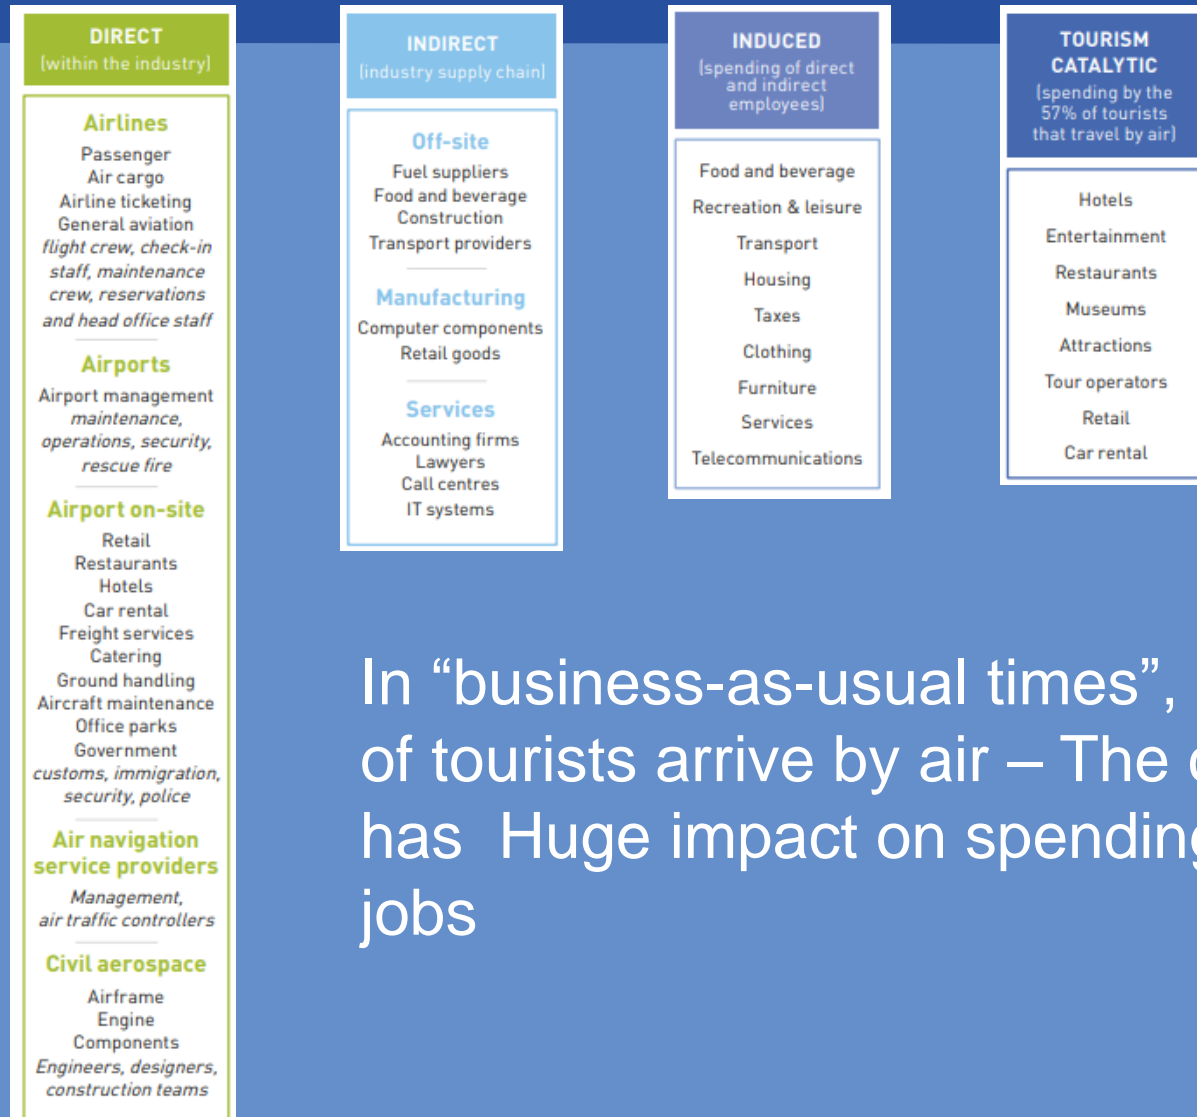 DIRECT
(within the industry)
Airlines
Passenger
Air cargo
Airline ticketing
General aviation
flight crew, check-in
staff, maintenance
crew, reservations
and head office staff
Airports
Airport management
maintenance,
operations, security,
rescue fire
Airport on-site
Retail
Restaurants
Hotels
Car rental
Freight services
Catering
Ground handling
Aircraft maintenance
Office parks
Government
customs, immigration,
security, police
Air navigation
service providers
Management,
air traffic controllers
Civil aerospace
Airframe
Engine
Components
Engineers, designers,
construction teams
INDIRECT
(industry supply chain)
Off-site
Fuel suppliers
Food and beverage
Construction
Transport providers
Manufacturing
Computer components
Retail goods
Services
Accounting firms
Lawyers
Call centres
IT systems
INDUCED
(spending of direct
and indirect
employees)
Food and beverage
Recreation & leisure
Transport
Housing
Taxes
Clothing
Furniture
Services
Telecommunications
TOURISM
CATALYTIC
(spending by the
57% of tourists
that travel by air)
Hotels
Entertainment
Restaurants
Museums
Attractions
Tour operators
Retail
Car rental
In “business-as-usual times”,
of tourists arrive by air – The
has Huge impact on spending
jobs